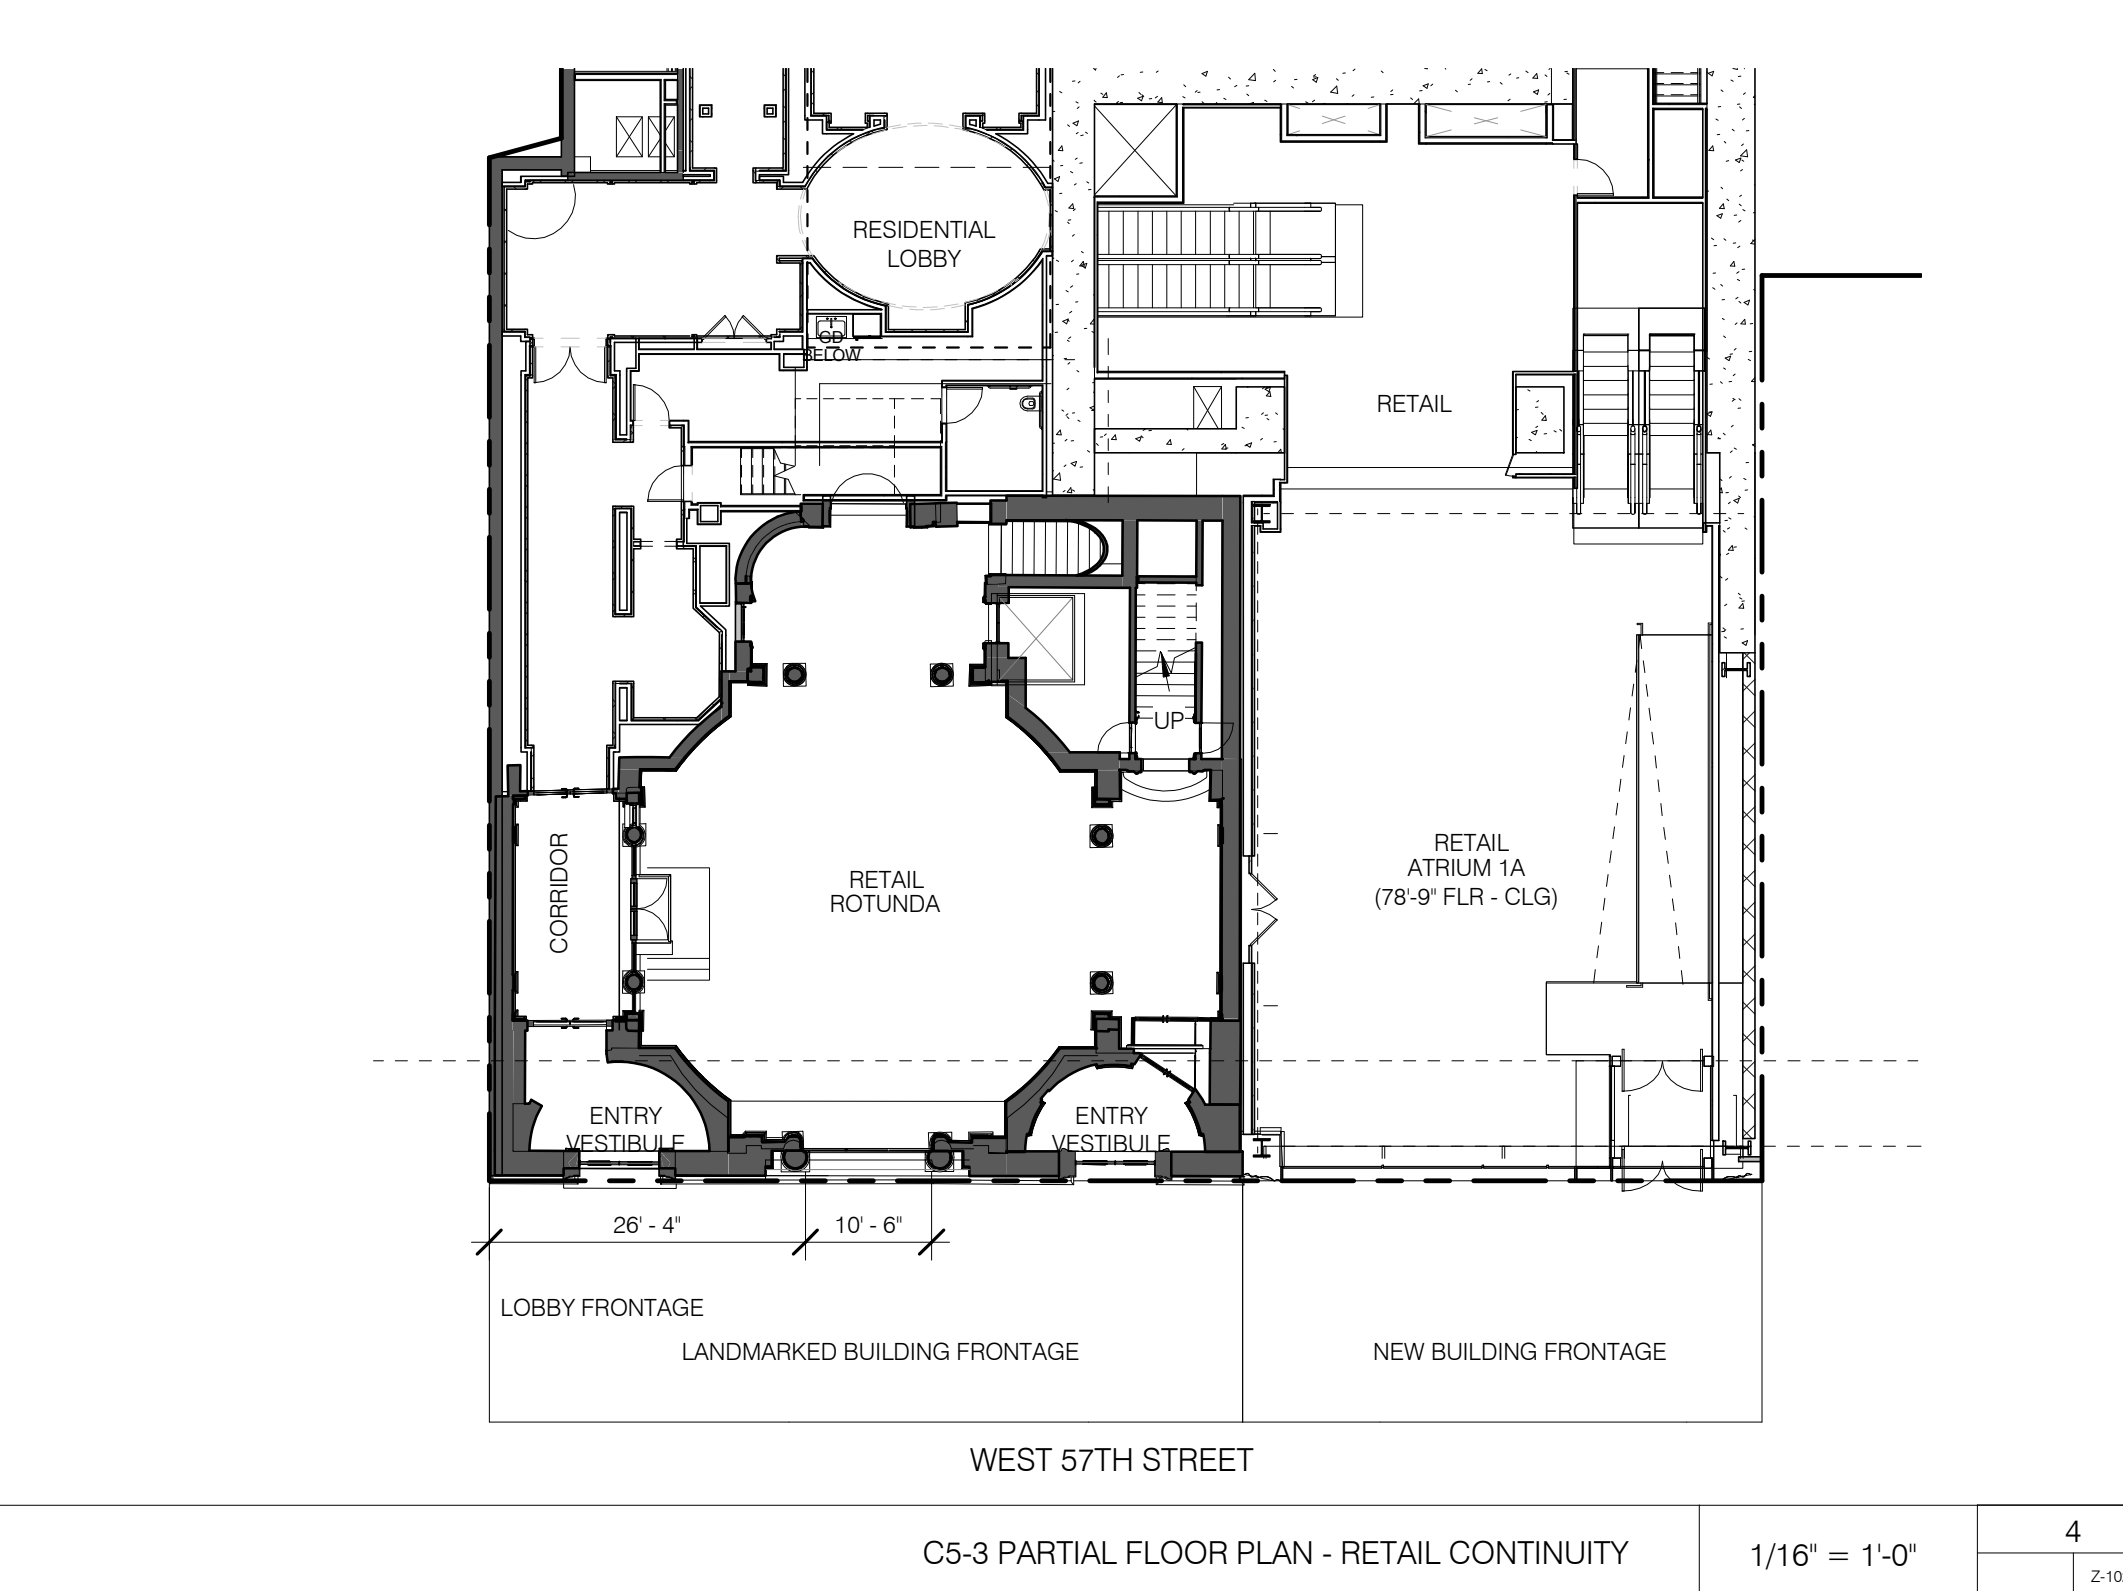 RESIDENTIAL
LOBBY
GD
BELOW
RETAIL
UP
CORRIDOR
RETAIL
ROTUNDA
RETAIL
ATRIUM 1A
(78'-9" FLR - CLG)
ENTRY
VESTIBULE
ENTRY
VESTIBULE
26' - 4"
10' - 6"
LOBBY FRONTAGE
LANDMARKED BUILDING FRONTAGE
NEW BUILDING FRONTAGE
WEST 57TH STREET
C5-3 PARTIAL FLOOR PLAN - RETAIL CONTINUITY
1/16" = 1'-0"
4
Z-10